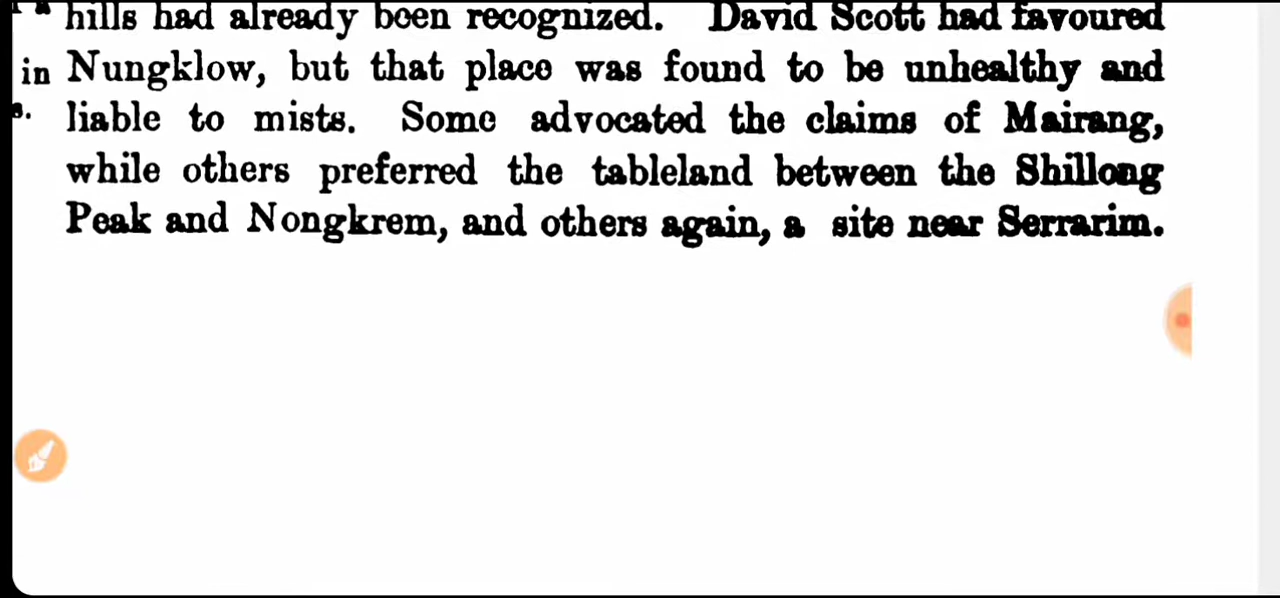 hills had already been recognized. David Scott had favoured
in Nungklow, but that place was found to be unhealthy and
s. liable to mists. Some advocated the claims of Mairang,
while others preferred the tableland between the Shillong
Peak and Nongkrem, and others again, a site near Serrarim.